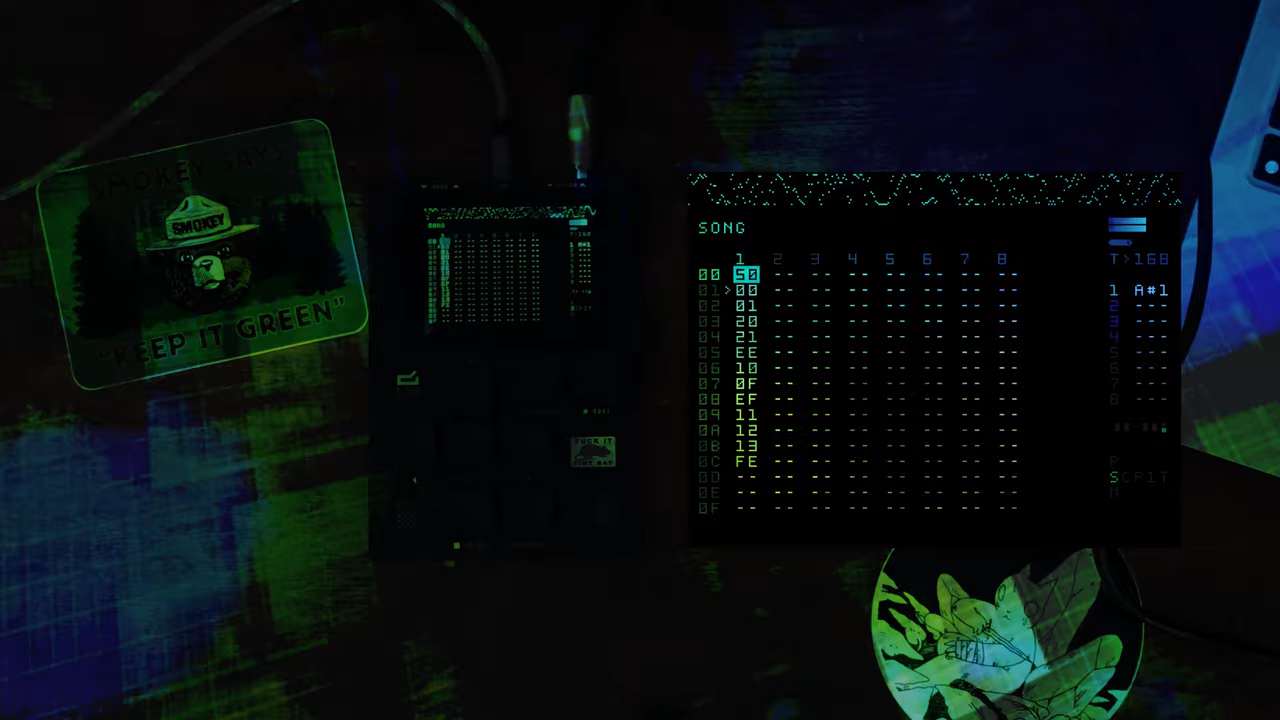 SMOKEY SAYS
SMOKEY
"KEEP IT GREEN"
SONG
1 2 3 4 5 6 7 8
00 50 -- -- -- -- -- -- --
01>00 -- -- -- -- -- -- --
02 01 -- -- -- -- -- -- --
03 20 -- -- -- -- -- -- --
04 21 -- -- -- -- -- -- --
05 EE -- -- -- -- -- -- --
06 10 -- -- -- -- -- -- --
07 0F -- -- -- -- -- -- --
08 EF -- -- -- -- -- -- --
09 11 -- -- -- -- -- -- --
0A 12 -- -- -- -- -- -- --
0B 13 -- -- -- -- -- -- --
0C FE -- -- -- -- -- -- --
0D -- -- -- -- -- -- -- --
0E -- -- -- -- -- -- -- --
0F -- -- -- -- -- -- -- --
T>168
1 A#1
2 ---
3 ---
4 ---
5 ---
6 ---
7 ---
8 ---
P
SCPIT
M
SONG